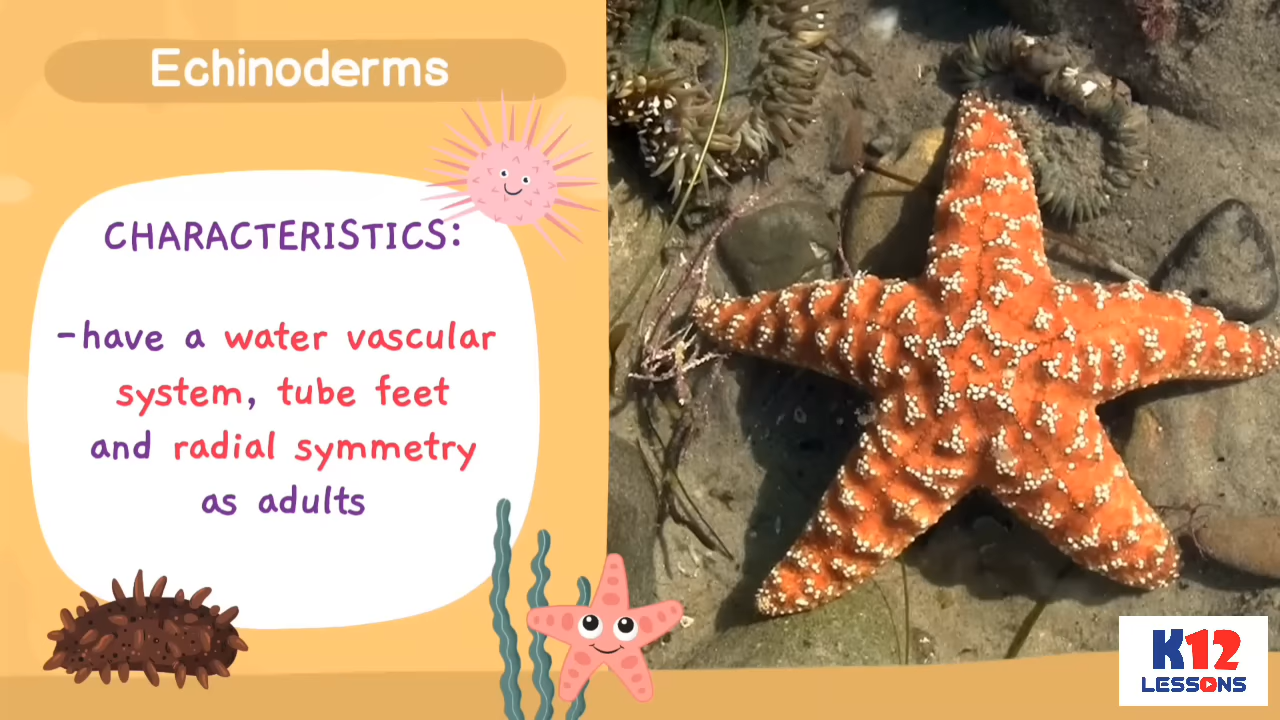 Echinoderms
CHARACTERISTICS:
-have a water vascular
system, tube feet
and radial symmetry
as adults
K12
LESSONS